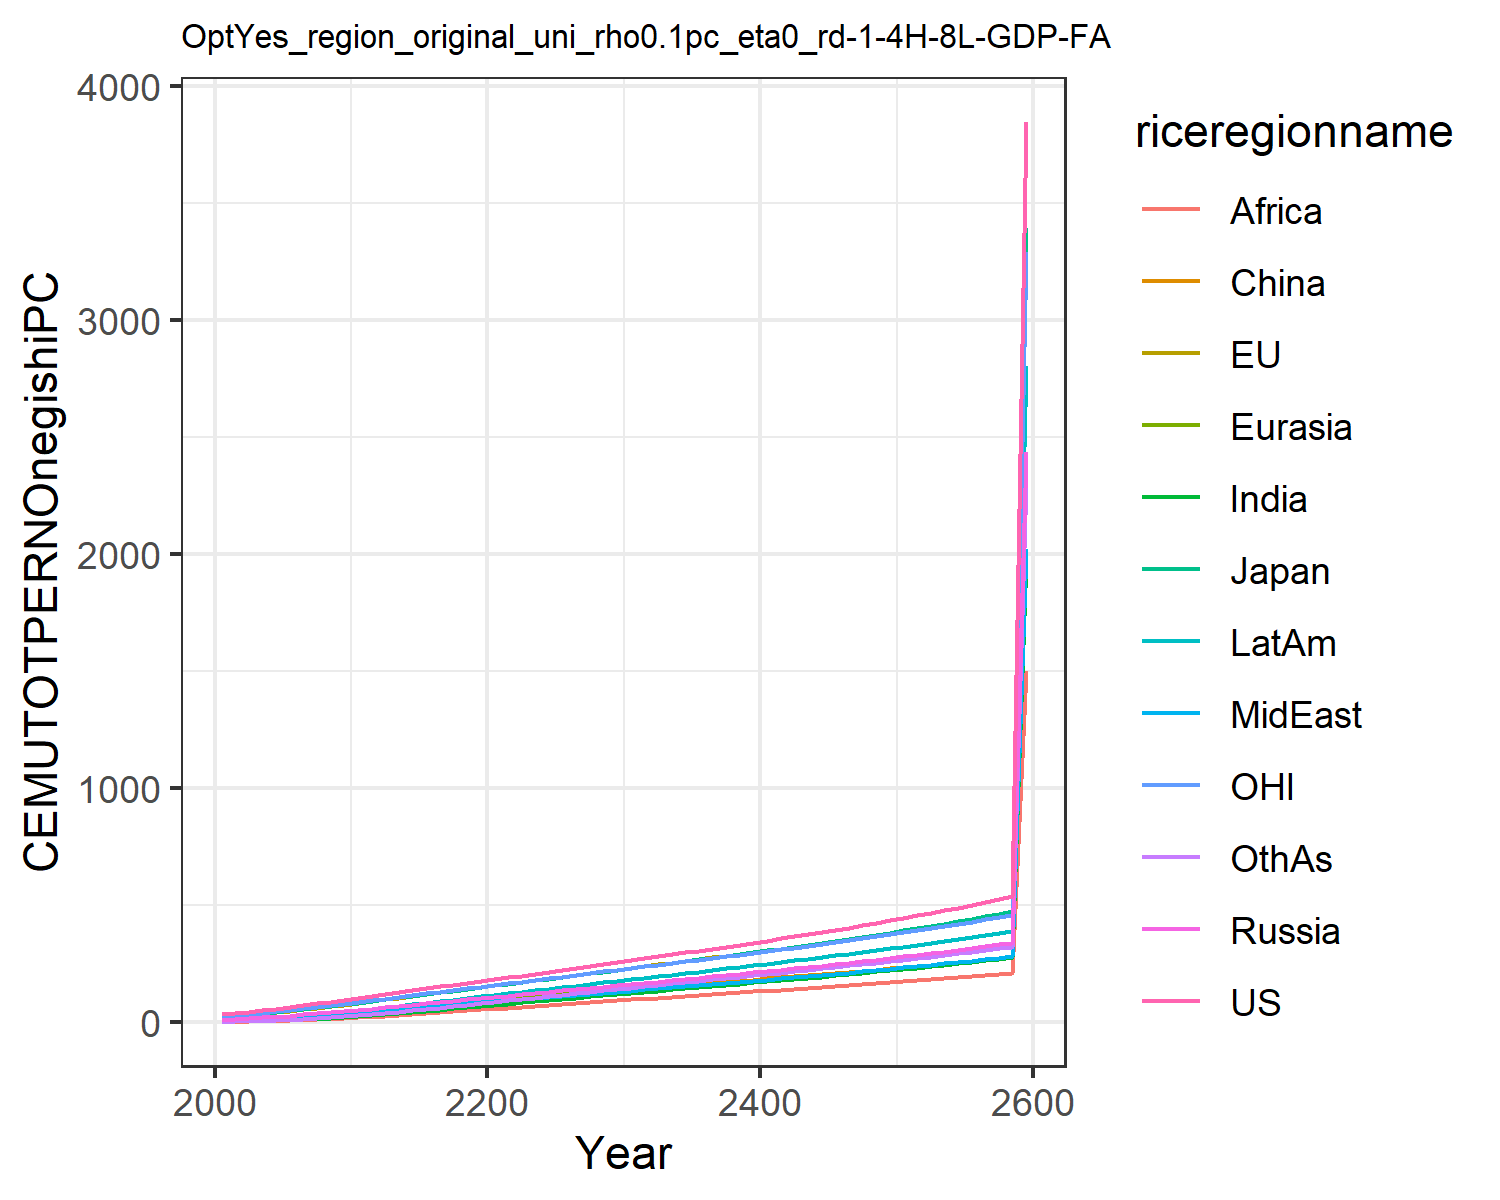 OptYes_region_original_uni_rho0.1pc_eta0_rd-1-4H-8L-GDP-FA
CEMUTOTPERNOnegishiPC
4000
3000
2000
1000
0
2000
2200
2400
2600
Year
riceregionname
Africa
China
EU
Eurasia
India
Japan
LatAm
MidEast
OHI
OthAs
Russia
US